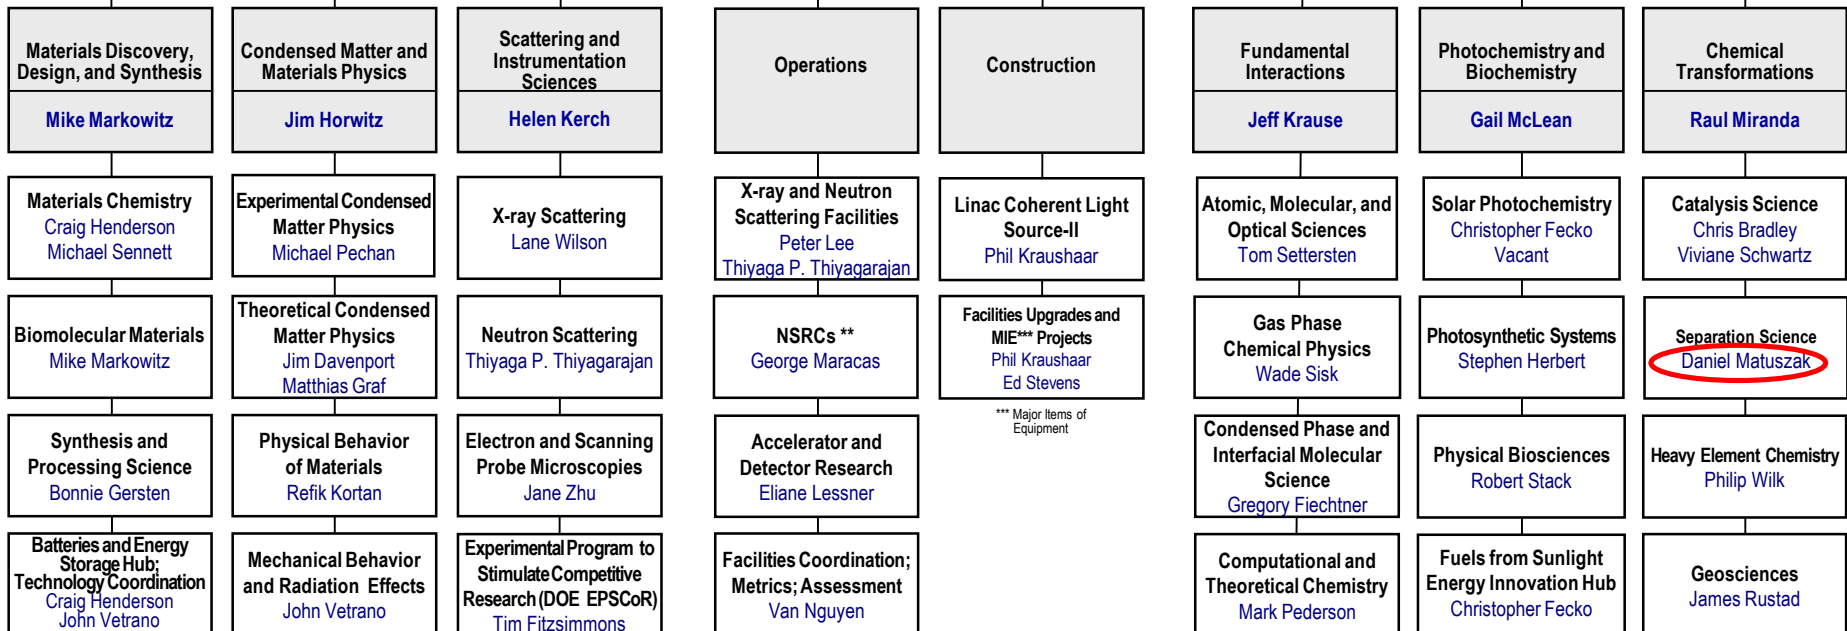 Materials Discovery,
Design, and Synthesis
Mike Markowitz
Materials Chemistry
Craig Henderson
Michael Sennett
Biomolecular Materials
Mike Markowitz
Synthesis and
Processing Science
Bonnie Gersten
Batteries and Energy
Storage Hub;
Technology Coordination
Craig Henderson
John Vetrano
Condensed Matter and
Materials Physics
Jim Horwitz
Experimental Condensed
Matter Physics
Michael Pechan
Theoretical Condensed
Matter Physics
Jim Davenport
Matthias Graf
Physical Behavior
of Materials
Refik Kortan
Mechanical Behavior
and Radiation Effects
John Vetrano
Scattering and
Instrumentation
Sciences
Helen Kerch
X-ray Scattering
Lane Wilson
Neutron Scattering
Thiyaga P. Thiyagarajan
Electron and Scanning
Probe Microscopies
Jane Zhu
Experimental Program to
Stimulate Competitive
Research (DOE EPSCoR)
Tim Fitzsimmons
Operations
X-ray and Neutron
Scattering Facilities
Peter Lee
Thiyaga P. Thiyagarajan
NSRCs **
George Maracas
Accelerator and
Detector Research
Eliane Lessner
Facilities Coordination;
Metrics; Assessment
Van Nguyen
Construction
Linac Coherent Light
Source-II
Phil Kraushaar
Facilities Upgrades and
MIE*** Projects
Phil Kraushaar
Ed Stevens
*** Major Items of
Equipment
Fundamental
Interactions
Jeff Krause
Atomic, Molecular, and
Optical Sciences
Tom Settersten
Gas Phase
Chemical Physics
Wade Sisk
Condensed Phase and
Interfacial Molecular
Science
Gregory Fiechtner
Computational and
Theoretical Chemistry
Mark Pederson
Photochemistry and
Biochemistry
Gail McLean
Solar Photochemistry
Christopher Fecko
Vacant
Photosynthetic Systems
Stephen Herbert
Physical Biosciences
Robert Stack
Fuels from Sunlight
Energy Innovation Hub
Christopher Fecko
Chemical
Transformations
Raul Miranda
Catalysis Science
Chris Bradley
Viviane Schwartz
Separation Science
Daniel Matuszak
Heavy Element Chemistry
Philip Wilk
Geosciences
James Rustad